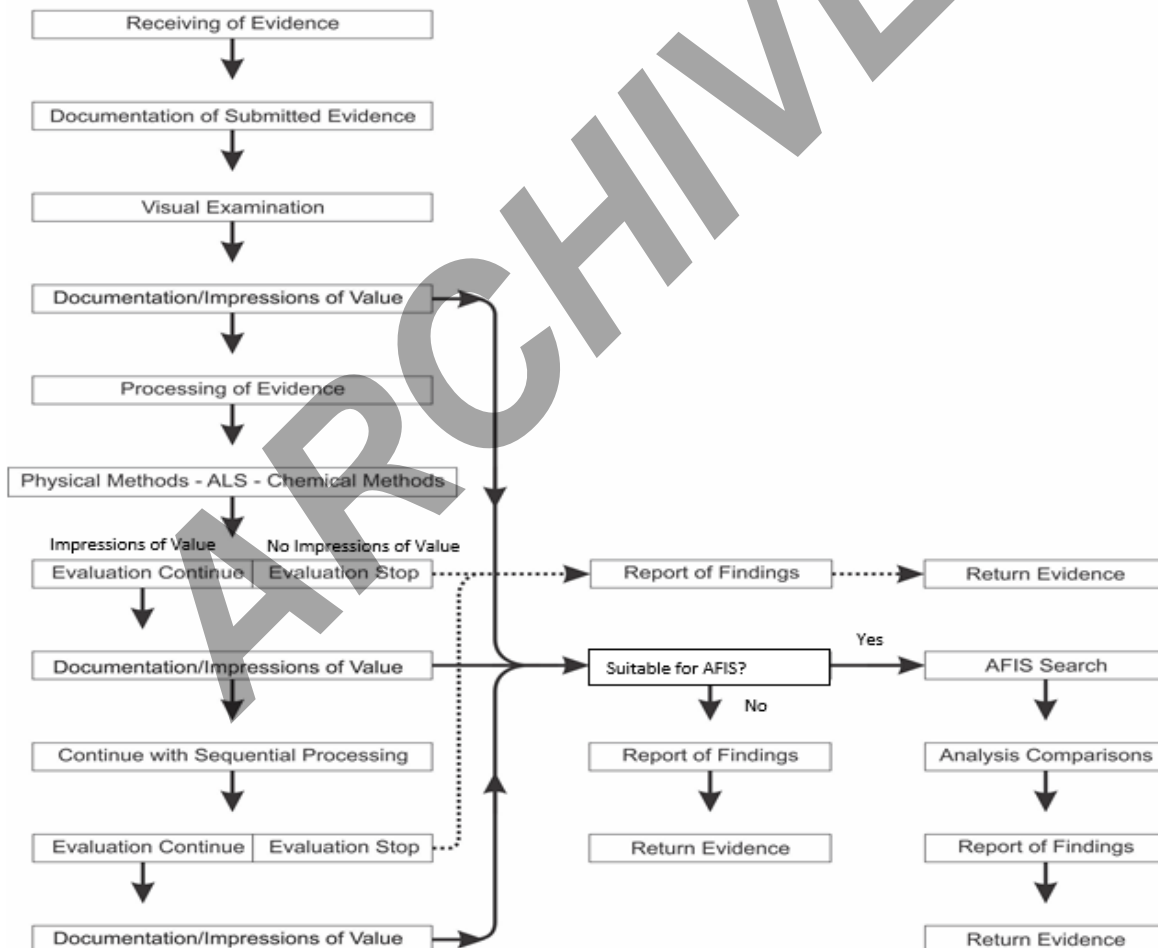 Receiving of Evidence
Documentation of Submitted Evidence
Visual Examination
Documentation/Impressions of Value
Processing of Evidence
Physical Methods - ALS - Chemical Methods
Impressions of Value
No Impressions of Value
Evaluation Continue
Evaluation Stop
Report of Findings
Return Evidence
Documentation/Impressions of Value
Suitable for AFIS?
Yes
AFIS Search
No
Continue with Sequential Processing
Report of Findings
Analysis Comparisons
Evaluation Continue
Evaluation Stop
Return Evidence
Report of Findings
Documentation/Impressions of Value
Return Evidence
ARCHIVE